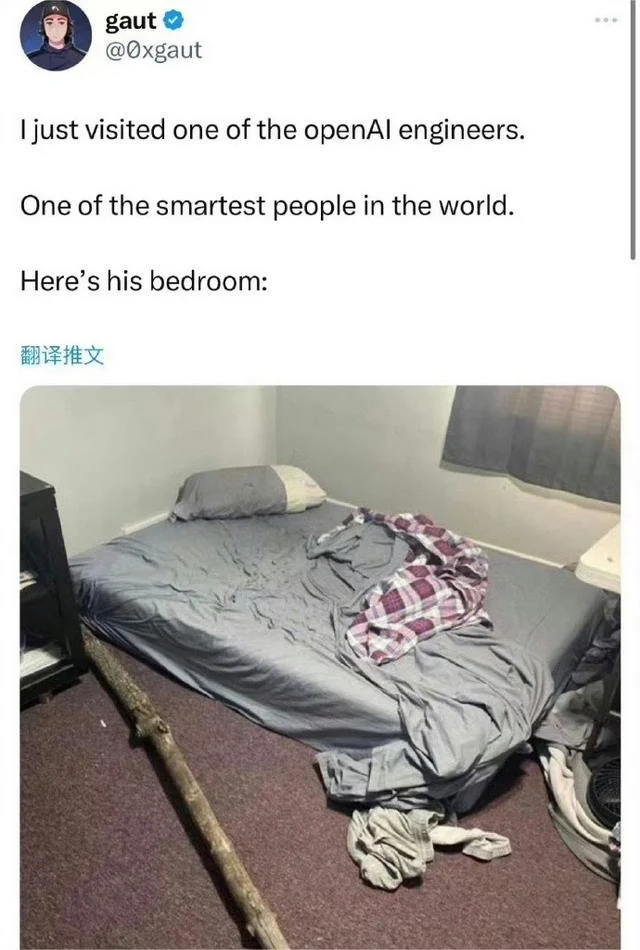 gaut
@0xgaut
I just visited one of the openAI engineers.
One of the smartest people in the world.
Here’s his bedroom:
翻译推文